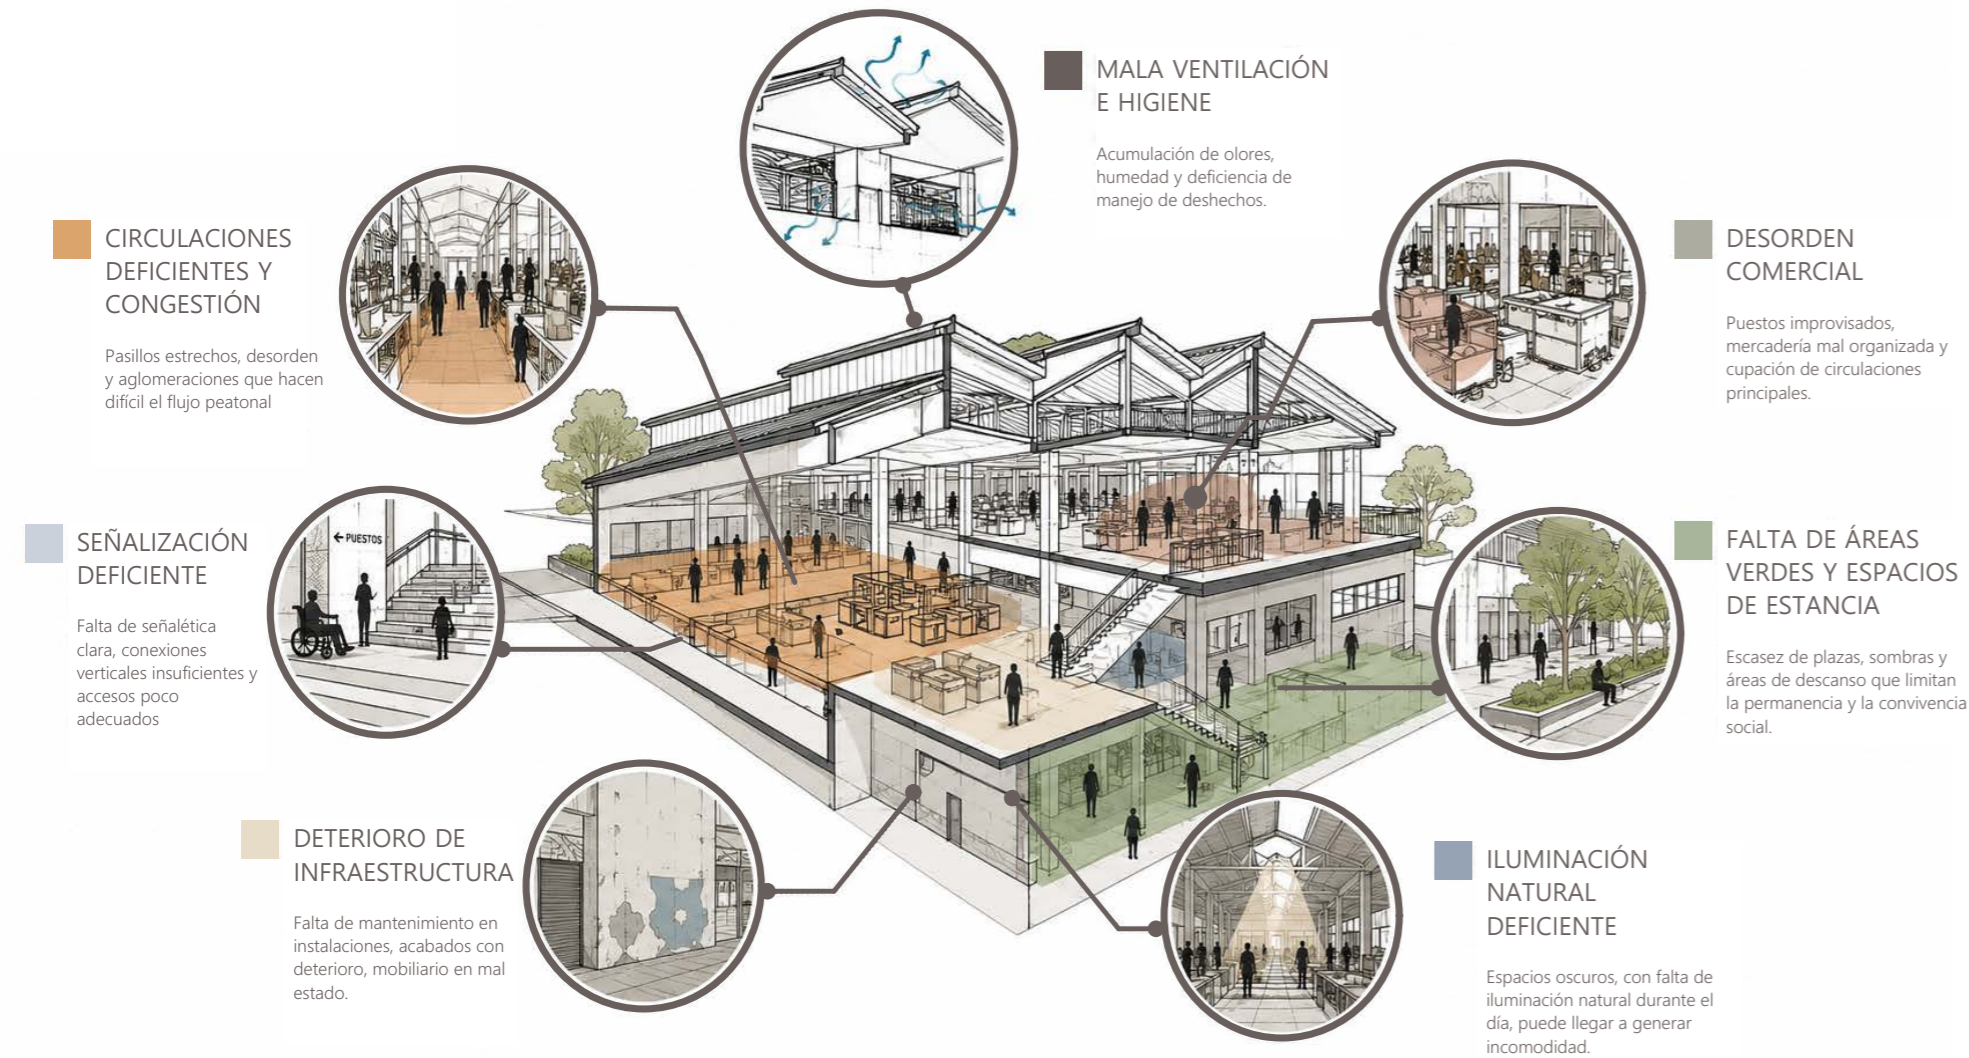 MALA VENTILACIÓN
E HIGIENE
Acumulación de olores,
humedad y deficiencia de
manejo de deshechos.
CIRCULACIONES
DEFICIENTES Y
CONGESTIÓN
Pasillos estrechos, desorden
y aglomeraciones que hacen
difícil el flujo peatonal
DESORDEN
COMERCIAL
Puestos improvisados,
mercadería mal organizada y
cupación de circulaciones
principales.
SEÑALIZACIÓN
DEFICIENTE
Falta de señalética
clara, conexiones
verticales insuficientes y
accesos poco
adecuados
← PUESTOS
FALTA DE ÁREAS
VERDES Y ESPACIOS
DE ESTANCIA
Escasez de plazas, sombras y
áreas de descanso que limitan
la permanencia y la convivencia
social.
DETERIORO DE
INFRAESTRUCTURA
Falta de mantenimiento en
instalaciones, acabados con
deterioro, mobiliario en mal
estado.
ILUMINACIÓN
NATURAL
DEFICIENTE
Espacios oscuros, con falta de
iluminación natural durante el
día, puede llegar a generar
incomodidad.